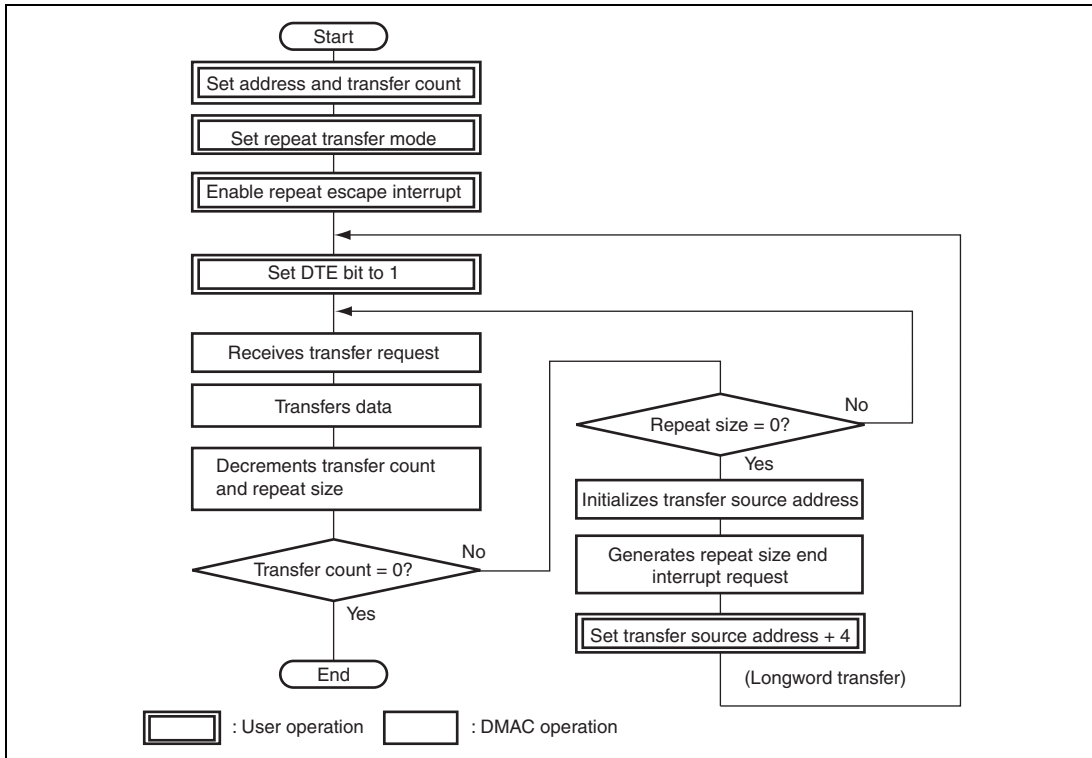 Start
Set address and transfer count
Set repeat transfer mode
Enable repeat escape interrupt
Set DTE bit to 1
Receives transfer request
Transfers data
Decrements transfer count
and repeat size
Transfer count = 0?
No
Yes
End
Repeat size = 0?
No
Yes
Initializes transfer source address
Generates repeat size end
interrupt request
Set transfer source address + 4
(Longword transfer)
: User operation
: DMAC operation